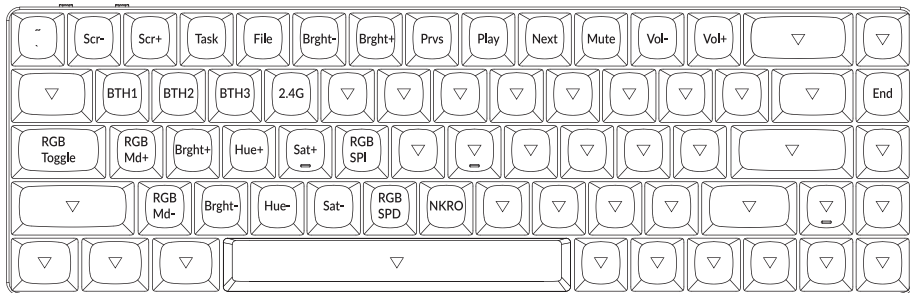 ~
` Scr- Scr+ Task File Brght- Brght+ Prvs Play Next Mute Vol- Vol+ ▽ ▽
▽ BTH1 BTH2 BTH3 2.4G ▽ ▽ ▽ ▽ ▽ ▽ ▽ ▽ ▽ End
RGB
Toggle
RGB
Md+
Brght+ Hue+ Sat+
RGB
SPI
▽ ▽ ▽ ▽ ▽ ▽ ▽ ▽
▽
RGB
Md-
Brght- Hue- Sat-
RGB
SPD
NKRO ▽ ▽ ▽ ▽ ▽ ▽
▽ ▽ ▽ ▽ ▽ ▽ ▽ ▽ ▽ ▽